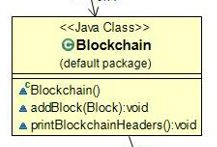 <<Java Class>>
Blockchain
(default package)
Blockchain()
addBlock(Block):void
printBlockchainHeaders():void